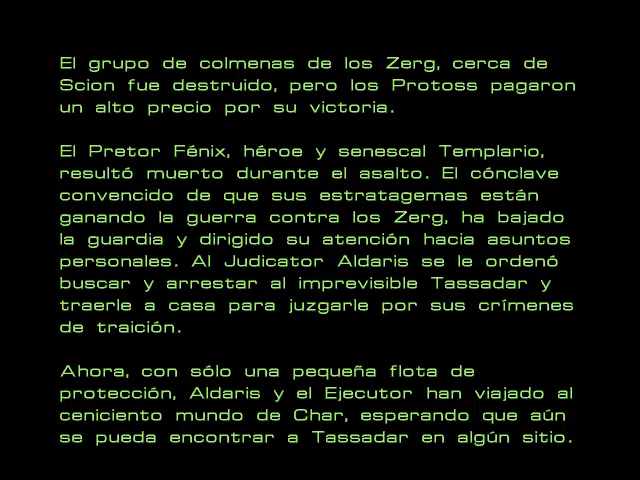 El grupo de colmenas de los Zerg, cerca de
Scion fue destruido, pero los Protoss pagaron
un alto precio por su victoria.
El Pretor Fénix, héroe y senescal Templario,
resultó muerto durante el asalto. El cónclave
convencido de que sus estratagemas están
ganando la guerra contra los Zerg, ha bajado
la guardia y dirigido su atención hacia asuntos
personales. Al Judicator Aldaris se le ordenó
buscar y arrestar al imprevisible Tassadar y
traerle a casa para juzgarle por sus crímenes
de traición.
Ahora, con sólo una pequeña flota de
protección, Aldaris y el Ejecutor han viajado al
ceniciento mundo de Char, esperando que aún
se pueda encontrar a Tassadar en algún sitio.